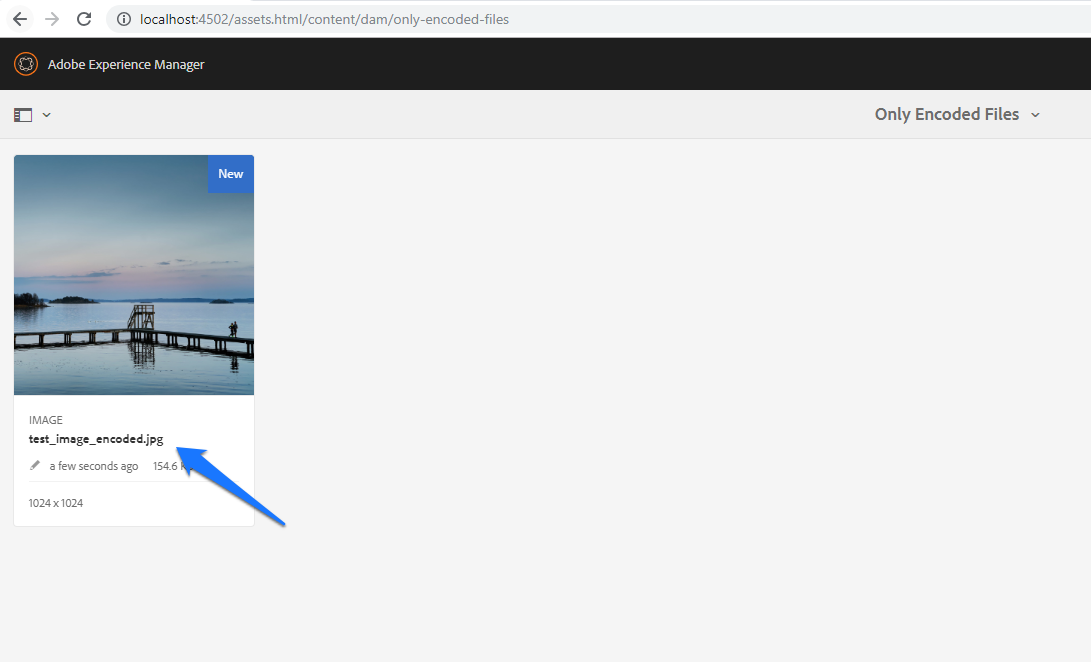 localhost:4502/assets.html/content/dam/only-encoded-files
Adobe Experience Manager
Only Encoded Files
New
IMAGE
test_image_encoded.jpg
a few seconds ago 154.6
1024 x 1024